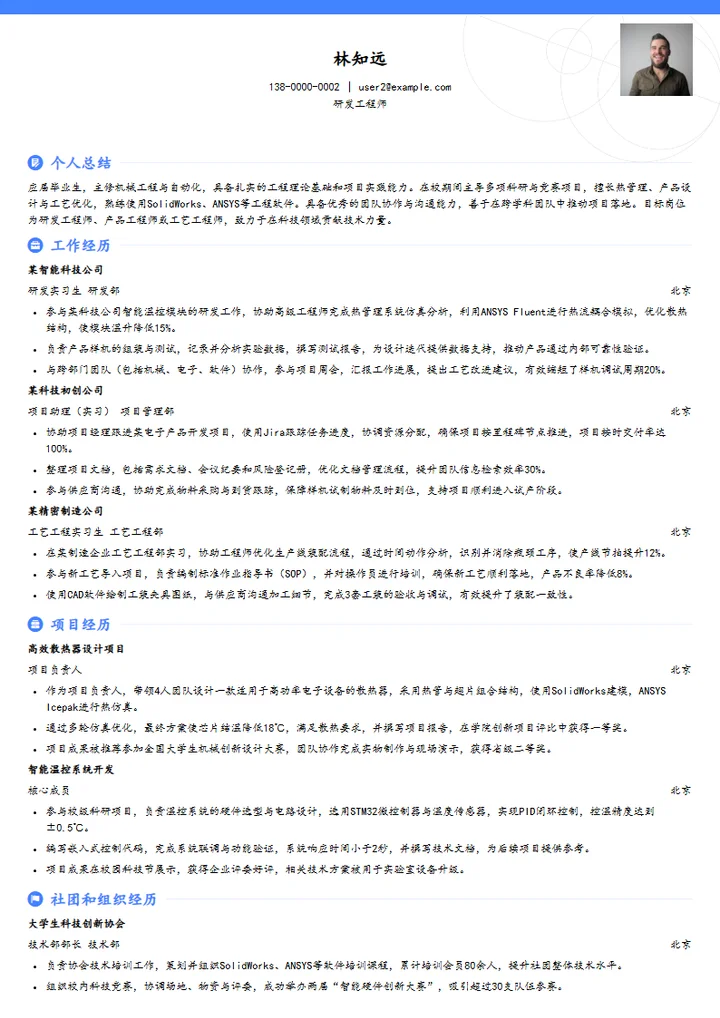 林知远
138-0000-0002 | user2@example.com
研发工程师
个人总结
应届毕业生，主修机械工程与自动化，具备扎实的工程理论基础和项目实践能力。在校期间主导多项科研与竞赛项目，擅长热管理、产品设
计与工艺优化，熟练使用SolidWorks、ANSYS等工程软件。具备优秀的团队协作与沟通能力，善于在跨学科团队中推动项目落地。目标岗位
为研发工程师、产品工程师或工艺工程师，致力于在科技领域贡献技术力量。
工作经历
某智能科技公司
研发实习生 研发部 北京
• 参与某科技公司智能温控模块的研发工作，协助高级工程师完成热管理系统仿真分析，利用ANSYS Fluent进行热流耦合模拟，优化散热
结构，使模块温升降低15%。
• 负责产品样机的组装与测试，记录并分析实验数据，撰写测试报告，为设计迭代提供数据支持，推动产品通过内部可靠性验证。
• 与跨部门团队（包括机械、电子、软件）协作，参与项目周会，汇报工作进展，提出工艺改进建议，有效缩短了样机调试周期20%。
某科技初创公司
项目助理（实习） 项目管理部 北京
• 协助项目经理跟进某电子产品开发项目，使用Jira跟踪任务进度，协调资源分配，确保项目按里程碑节点推进，项目按时交付率达
100%。
• 整理项目文档，包括需求文档、会议纪要和风险登记册，优化文档管理流程，提升团队信息检索效率30%。
• 参与供应商沟通，协助完成物料采购与到货跟踪，保障样机试制物料及时到位，支持项目顺利进入试产阶段。
某精密制造公司
工艺工程实习生 工艺工程部 北京
• 在某制造企业工艺工程部实习，协助工程师优化生产线装配流程，通过时间动作分析，识别并消除瓶颈工序，使产线节拍提升12%。
• 参与新工艺导入项目，负责编制标准作业指导书（SOP），并对操作员进行培训，确保新工艺顺利落地，产品不良率降低8%。
• 使用CAD软件绘制工装夹具图纸，与供应商沟通加工细节，完成3套工装的验收与调试，有效提升了装配一致性。
项目经历
高效散热器设计项目
项目负责人 北京
• 作为项目负责人，带领4人团队设计一款适用于高功率电子设备的散热器，采用热管与翅片组合结构，使用SolidWorks建模，ANSYS
Icepak进行热仿真。
• 通过多轮仿真优化，最终方案使芯片结温降低18℃，满足散热要求，并撰写项目报告，在学院创新项目评比中获得一等奖。
• 项目成果被推荐参加全国大学生机械创新设计大赛，团队协作完成实物制作与现场演示，获得省级二等奖。
智能温控系统开发
核心成员 北京
• 参与校级科研项目，负责温控系统的硬件选型与电路设计，选用STM32微控制器与温度传感器，实现PID闭环控制，控温精度达到
±0.5℃。
• 编写嵌入式控制代码，完成系统联调与功能验证，系统响应时间小于2秒，并撰写技术文档，为后续项目提供参考。
• 项目成果在校园科技节展示，获得企业评委好评，相关技术方案被用于实验室设备升级。
社团和组织经历
大学生科技创新协会
技术部部长 技术部 北京
• 负责协会技术培训工作，策划并组织SolidWorks、ANSYS等软件培训课程，累计培训会员80余人，提升社团整体技术水平。
• 组织校内科技竞赛，协调场地、物资与评委，成功举办两届“智能硬件创新大赛”，吸引超过30支队伍参赛。